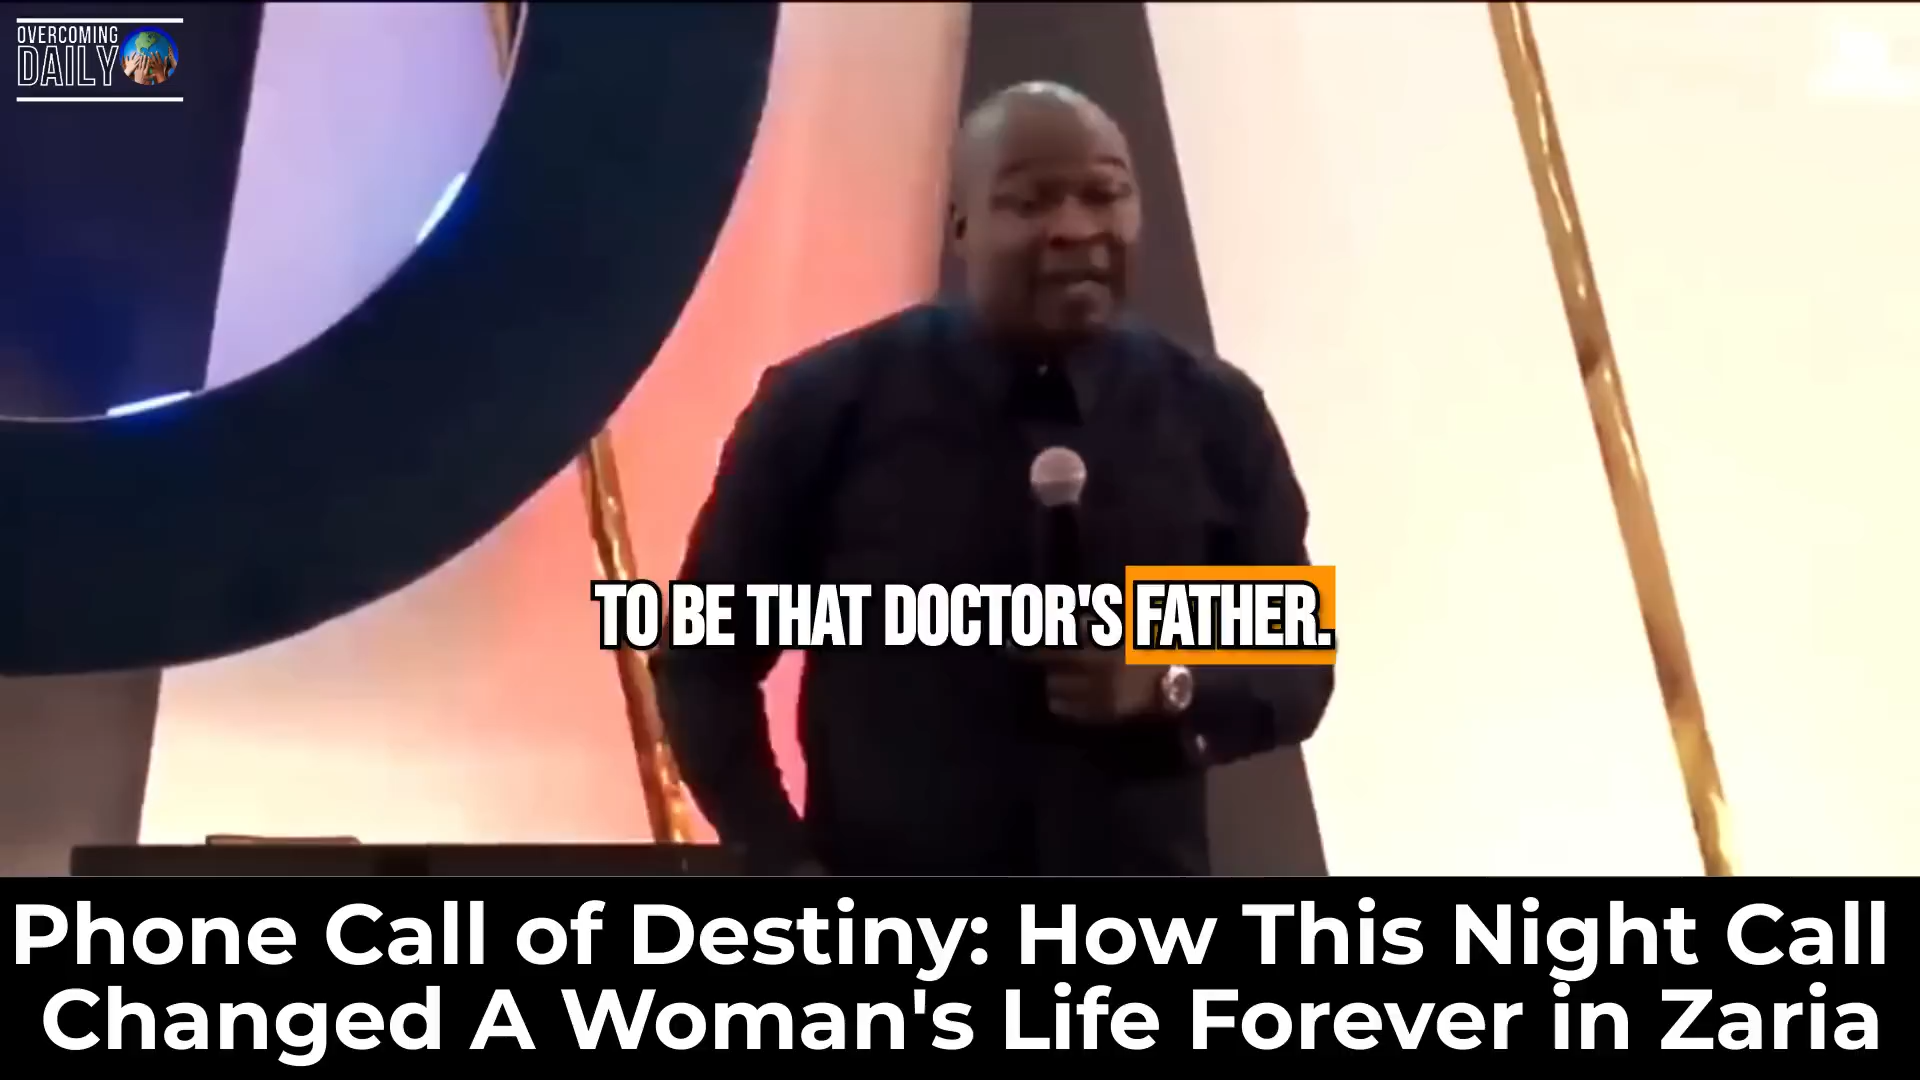 OVERCOMING
DAILY
TO BE THAT DOCTOR'S FATHER.
Phone Call of Destiny: How This Night Call
Changed A Woman's Life Forever in Zaria